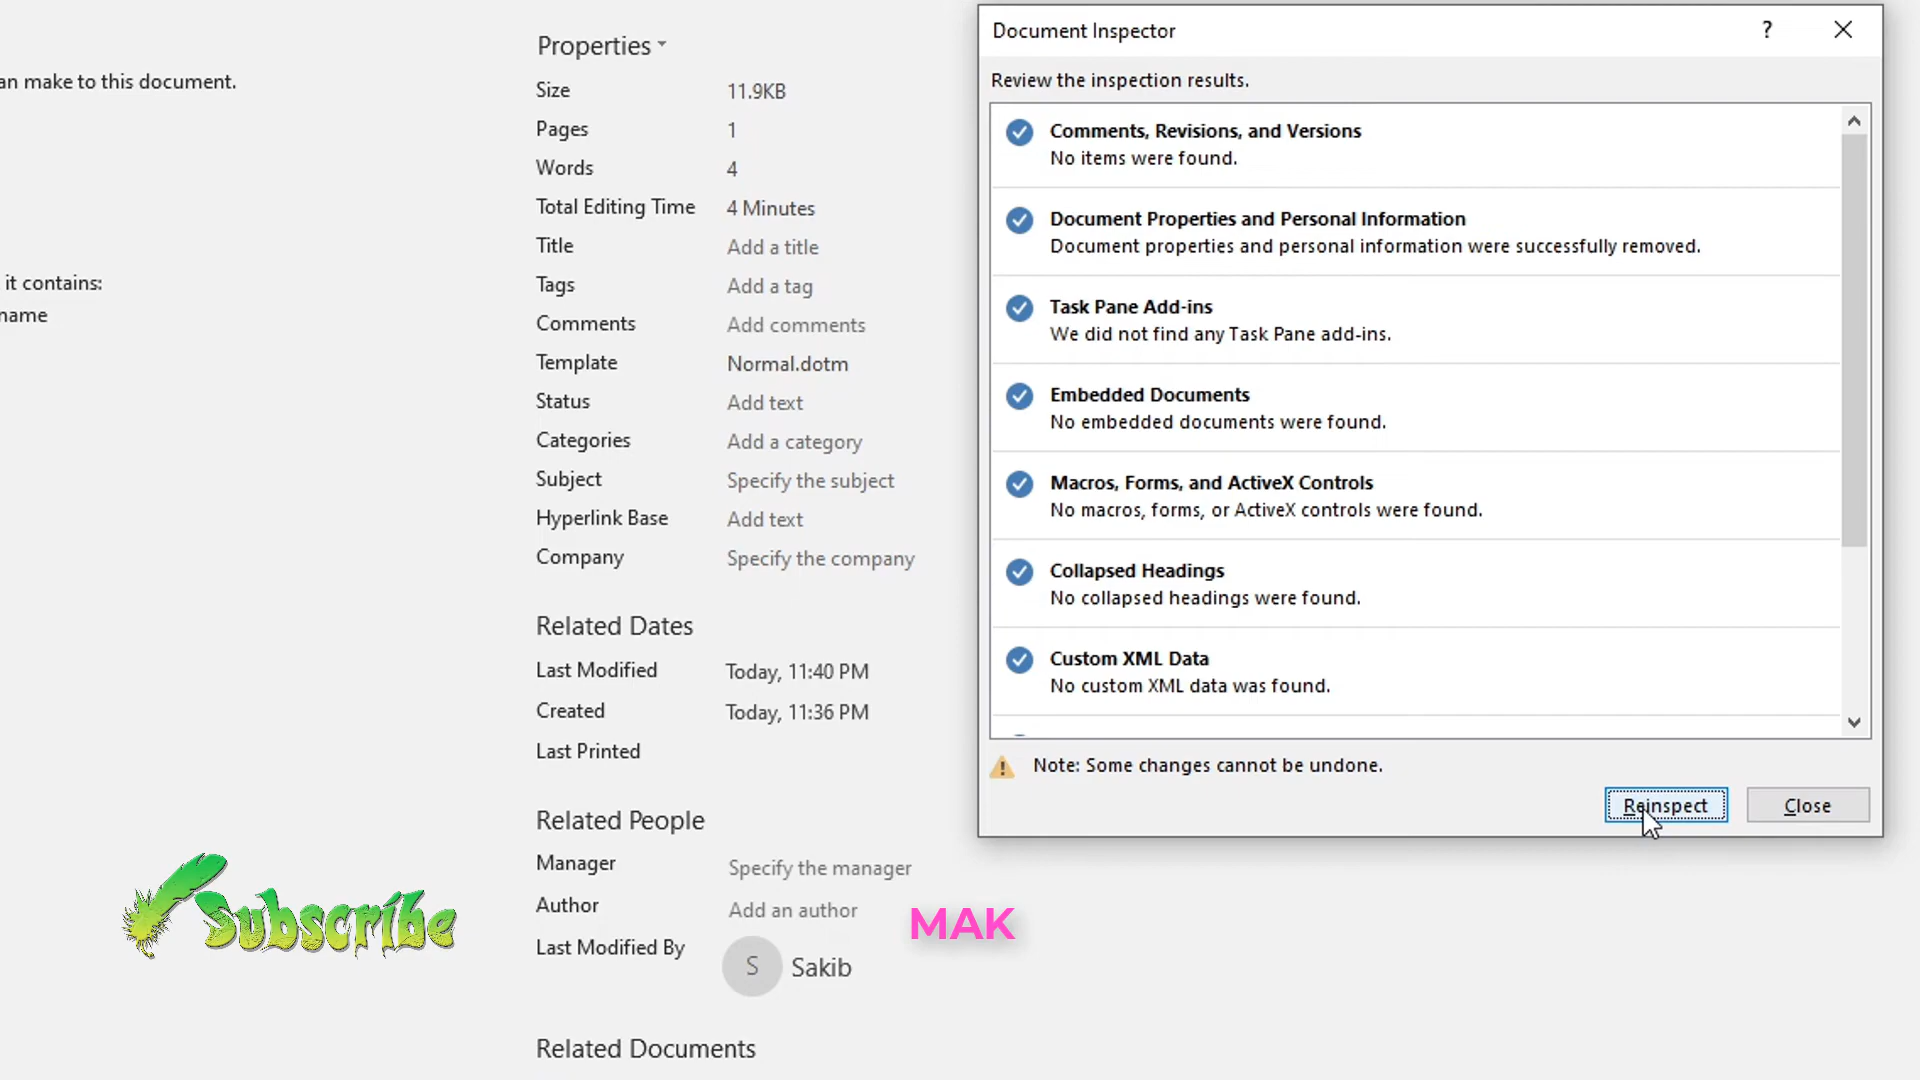 an make to this document.
it contains:
name
Properties
Size 11.9KB
Pages 1
Words 4
Total Editing Time 4 Minutes
Title Add a title
Tags Add a tag
Comments Add comments
Template Normal.dotm
Status Add text
Categories Add a category
Subject Specify the subject
Hyperlink Base Add text
Company Specify the company
Related Dates
Last Modified Today, 11:40 PM
Created Today, 11:36 PM
Last Printed
Related People
Manager Specify the manager
Author Add an author
Last Modified By S Sakib
Related Documents
Document Inspector ?
Review the inspection results.
Comments, Revisions, and Versions
No items were found.
Document Properties and Personal Information
Document properties and personal information were successfully removed.
Task Pane Add-ins
We did not find any Task Pane add-ins.
Embedded Documents
No embedded documents were found.
Macros, Forms, and ActiveX Controls
No macros, forms, or ActiveX controls were found.
Collapsed Headings
No collapsed headings were found.
Custom XML Data
No custom XML data was found.
Note: Some changes cannot be undone.
Reinspect Close
Subscribe
MAK